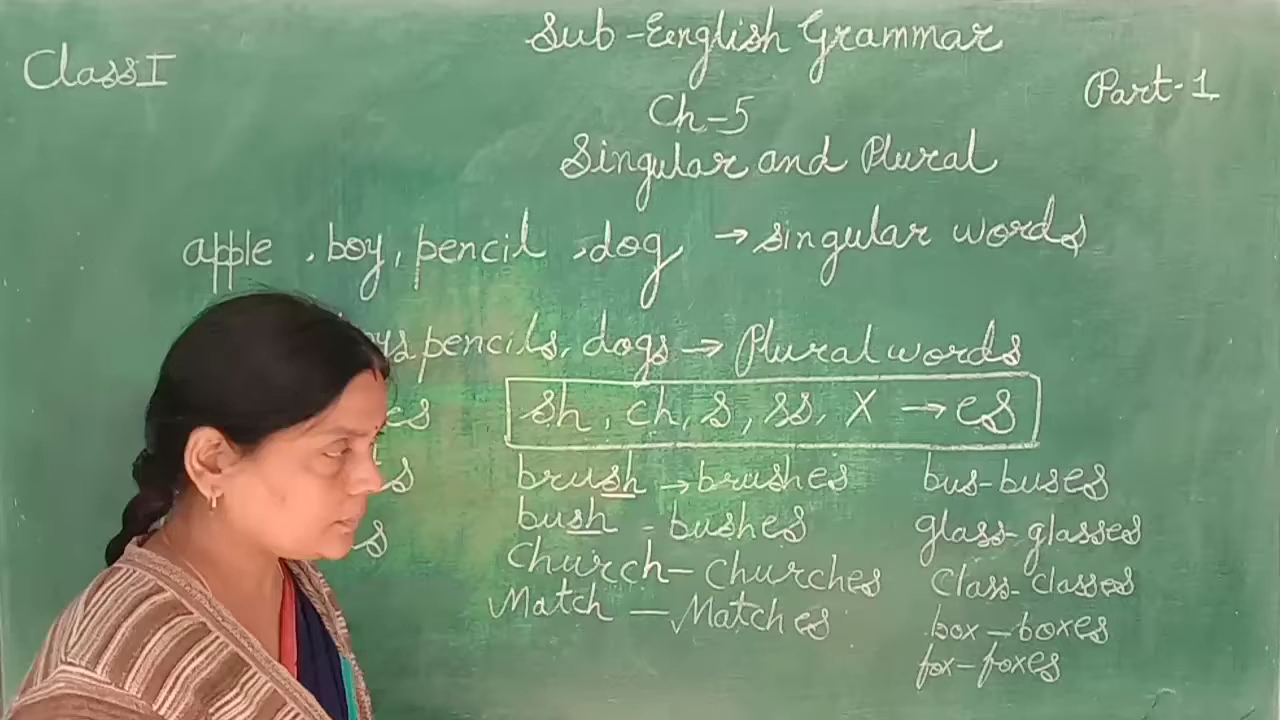 Sub-English Grammar
Class I
Part-1
Ch-5
Singular and Plural
apple, boy, pencil, dog, → singular words
pencils, dogs → Plural words
sh, ch, s, ss, x → es
brush → brushes
bus-buses
bush - bushes
glass-glasses
Church - Churches
Class-Classes
Match — Matches
box - boxes
fox-foxes